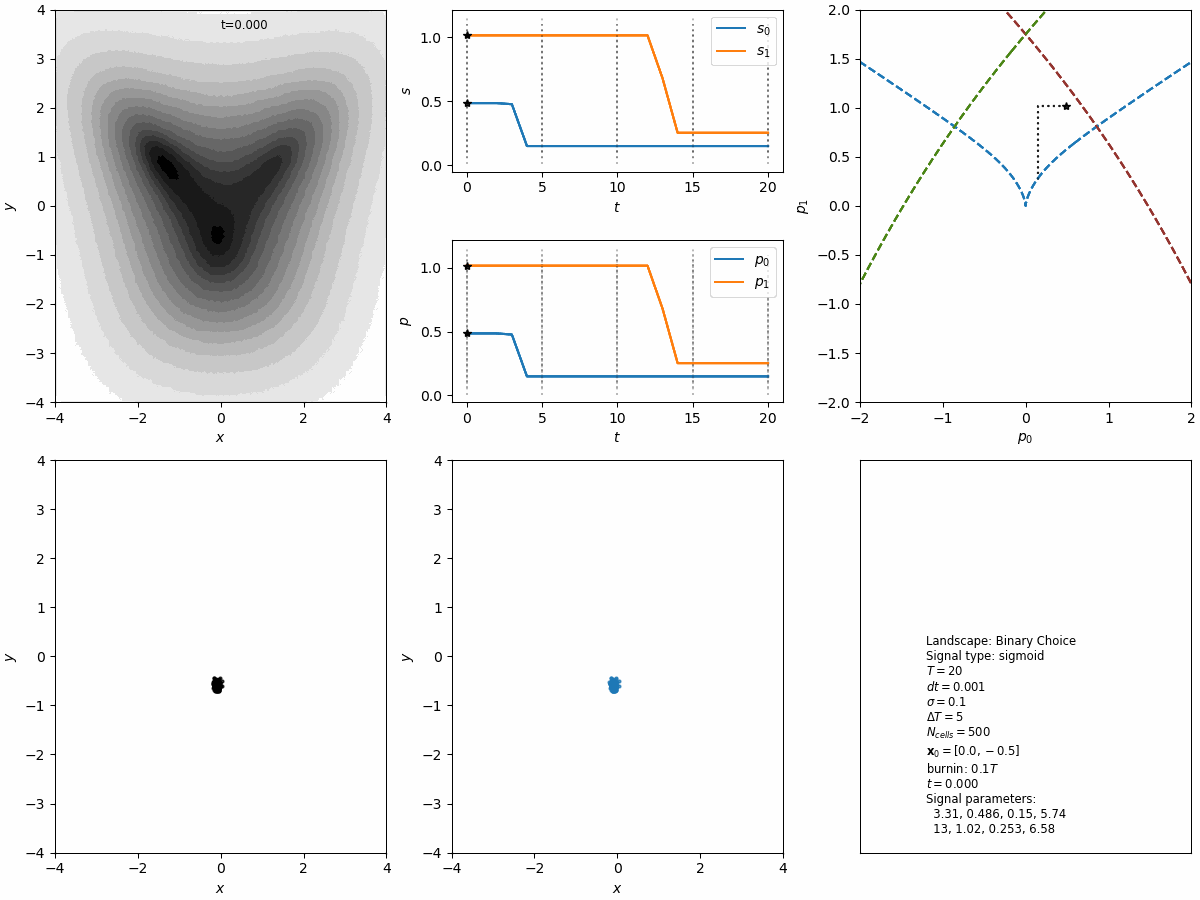 t=0.000
4
3
2
1
0
−1
−2
−3
−4
y
−4
−2
0
2
4
x
s
1.0
0.5
0.0
s₀
s₁
0
5
10
15
20
t
p
1.0
0.5
0.0
p₀
p₁
0
5
10
15
20
t
2.0
1.5
1.0
0.5
0.0
−0.5
−1.0
−1.5
−2.0
p₁
−2
−1
0
1
2
p₀
4
3
2
1
0
−1
−2
−3
−4
y
−4
−2
0
2
4
x
4
3
2
1
0
−1
−2
−3
−4
y
−4
−2
0
2
4
x
Landscape: Binary Choice
Signal type: sigmoid
T = 20
dt = 0.001
σ = 0.1
ΔT = 5
N_cells = 500
x₀ = [0.0, −0.5]
burnin: 0.1T
t = 0.000
Signal parameters:
3.31, 0.486, 0.15, 5.74
13, 1.02, 0.253, 6.58